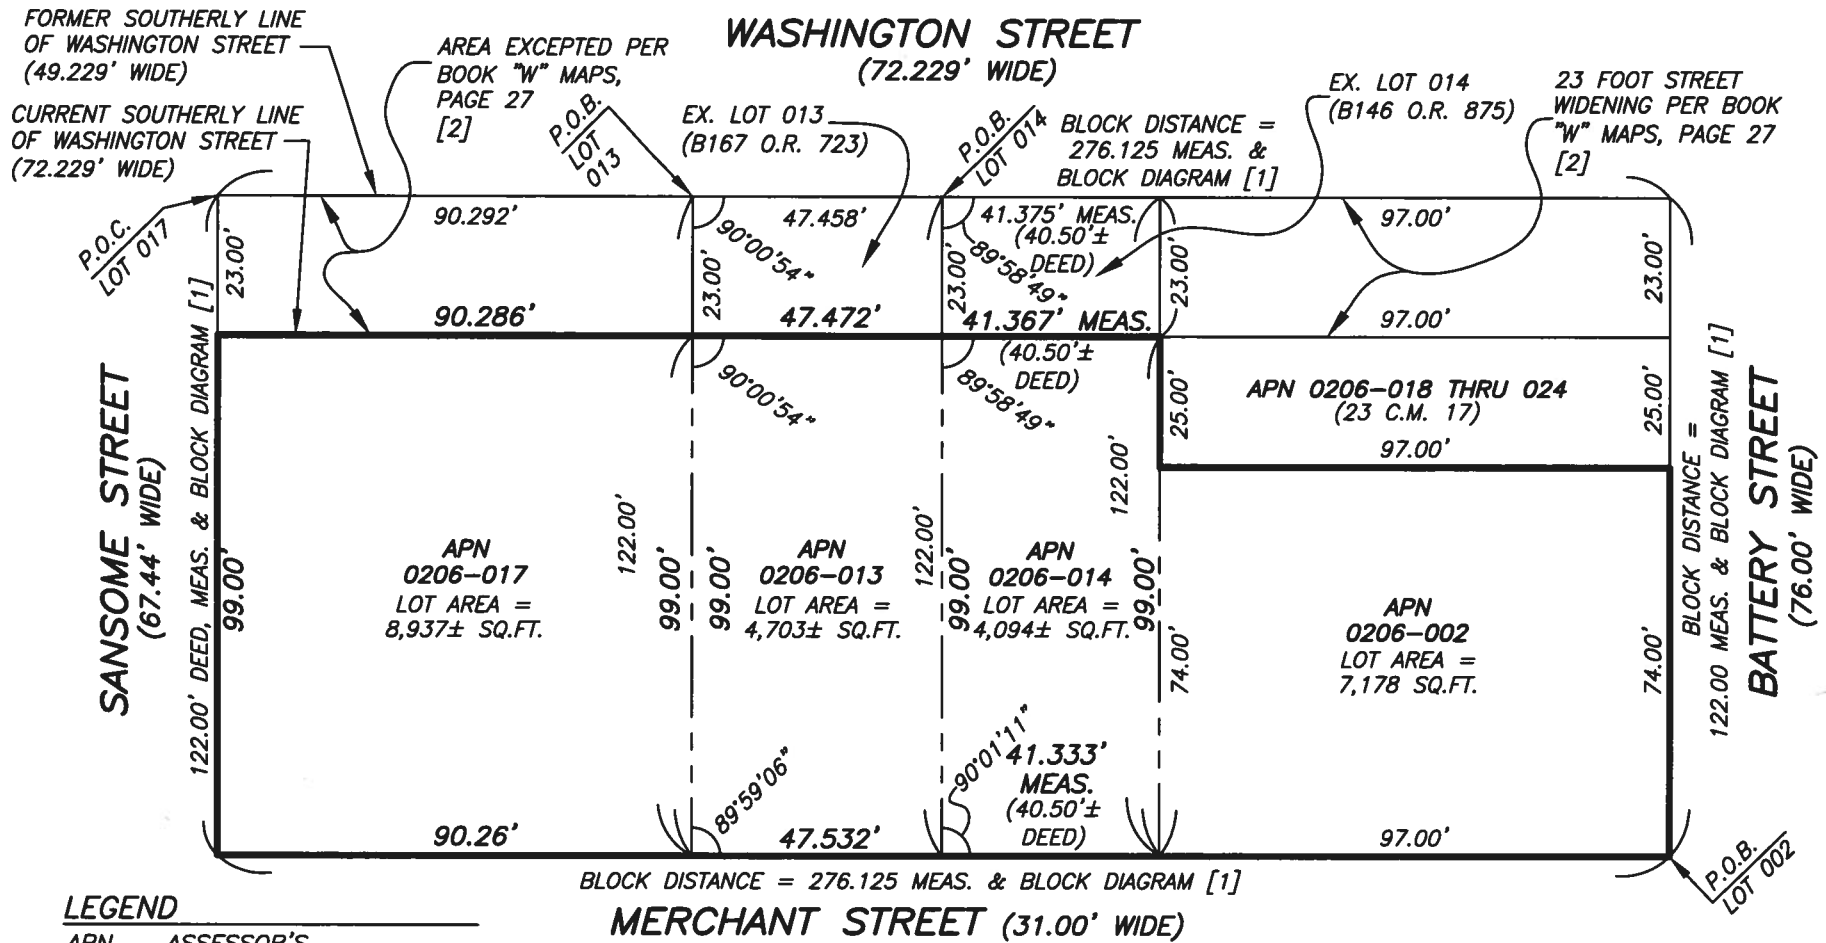 FORMER SOUTHERLY LINE
OF WASHINGTON STREET
(49.229' WIDE)
CURRENT SOUTHERLY LINE
OF WASHINGTON STREET
(72.229' WIDE)
AREA EXCEPTED PER
BOOK "W" MAPS,
PAGE 27
[2]
WASHINGTON STREET
(72.229' WIDE)
P.O.B.
LOT
013
EX. LOT 013
(B167 O.R. 723)
P.O.B.
LOT 014
BLOCK DISTANCE =
276.125 MEAS. &
BLOCK DIAGRAM [1]
EX. LOT 014
(B146 O.R. 875)
23 FOOT STREET
WIDENING PER BOOK
"W" MAPS, PAGE 27
[2]
P.O.C.
LOT 017
90.292'
47.458'
41.375' MEAS.
(40.50'±
DEED)
97.00'
23.00'
90°00'54"
23.00'
89°58'49"
23.00'
23.00'
23.00'
90.286'
47.472'
41.367' MEAS.
(40.50'±
DEED)
97.00'
90°00'54"
89°58'49"
25.00'
APN 0206-018 THRU 024
(23 C.M. 17)
97.00'
25.00'
SANSOME STREET
(67.44' WIDE)
122.00' DEED, MEAS. & BLOCK DIAGRAM [1]
99.00'
APN
0206-017
LOT AREA =
8,937± SQ.FT.
122.00'
99.00'
99.00'
APN
0206-013
LOT AREA =
4,703± SQ.FT.
122.00'
99.00'
APN
0206-014
LOT AREA =
4,094± SQ.FT.
122.00'
99.00'
74.00'
APN
0206-002
LOT AREA =
7,178 SQ.FT.
74.00'
BLOCK DISTANCE =
122.00 MEAS. & BLOCK DIAGRAM [1]
BATTERY STREET
(76.00' WIDE)
89°59'06"
90°01'11"
41.333'
MEAS.
(40.50'±
DEED)
90.26'
47.532'
97.00'
P.O.B.
LOT 002
BLOCK DISTANCE = 276.125 MEAS. & BLOCK DIAGRAM [1]
MERCHANT STREET (31.00' WIDE)
LEGEND
APN ASSESSOR'S